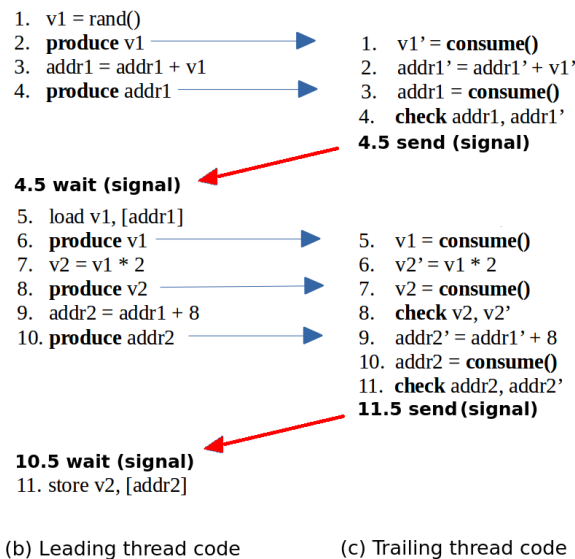 1. v1 = rand()
2. produce v1
3. addr1 = addr1 + v1
4. produce addr1
1. v1’ = consume()
2. addr1’ = addr1’ + v1’
3. addr1 = consume()
4. check addr1, addr1’
4.5 send (signal)
4.5 wait (signal)
5. load v1, [addr1]
6. produce v1
7. v2 = v1 * 2
8. produce v2
9. addr2 = addr1 + 8
10. produce addr2
5. v1 = consume()
6. v2’ = v1 * 2
7. v2 = consume()
8. check v2, v2’
9. addr2’ = addr1’ + 8
10. addr2 = consume()
11. check addr2, addr2’
11.5 send (signal)
10.5 wait (signal)
11. store v2, [addr2]
(b) Leading thread code
(c) Trailing thread code